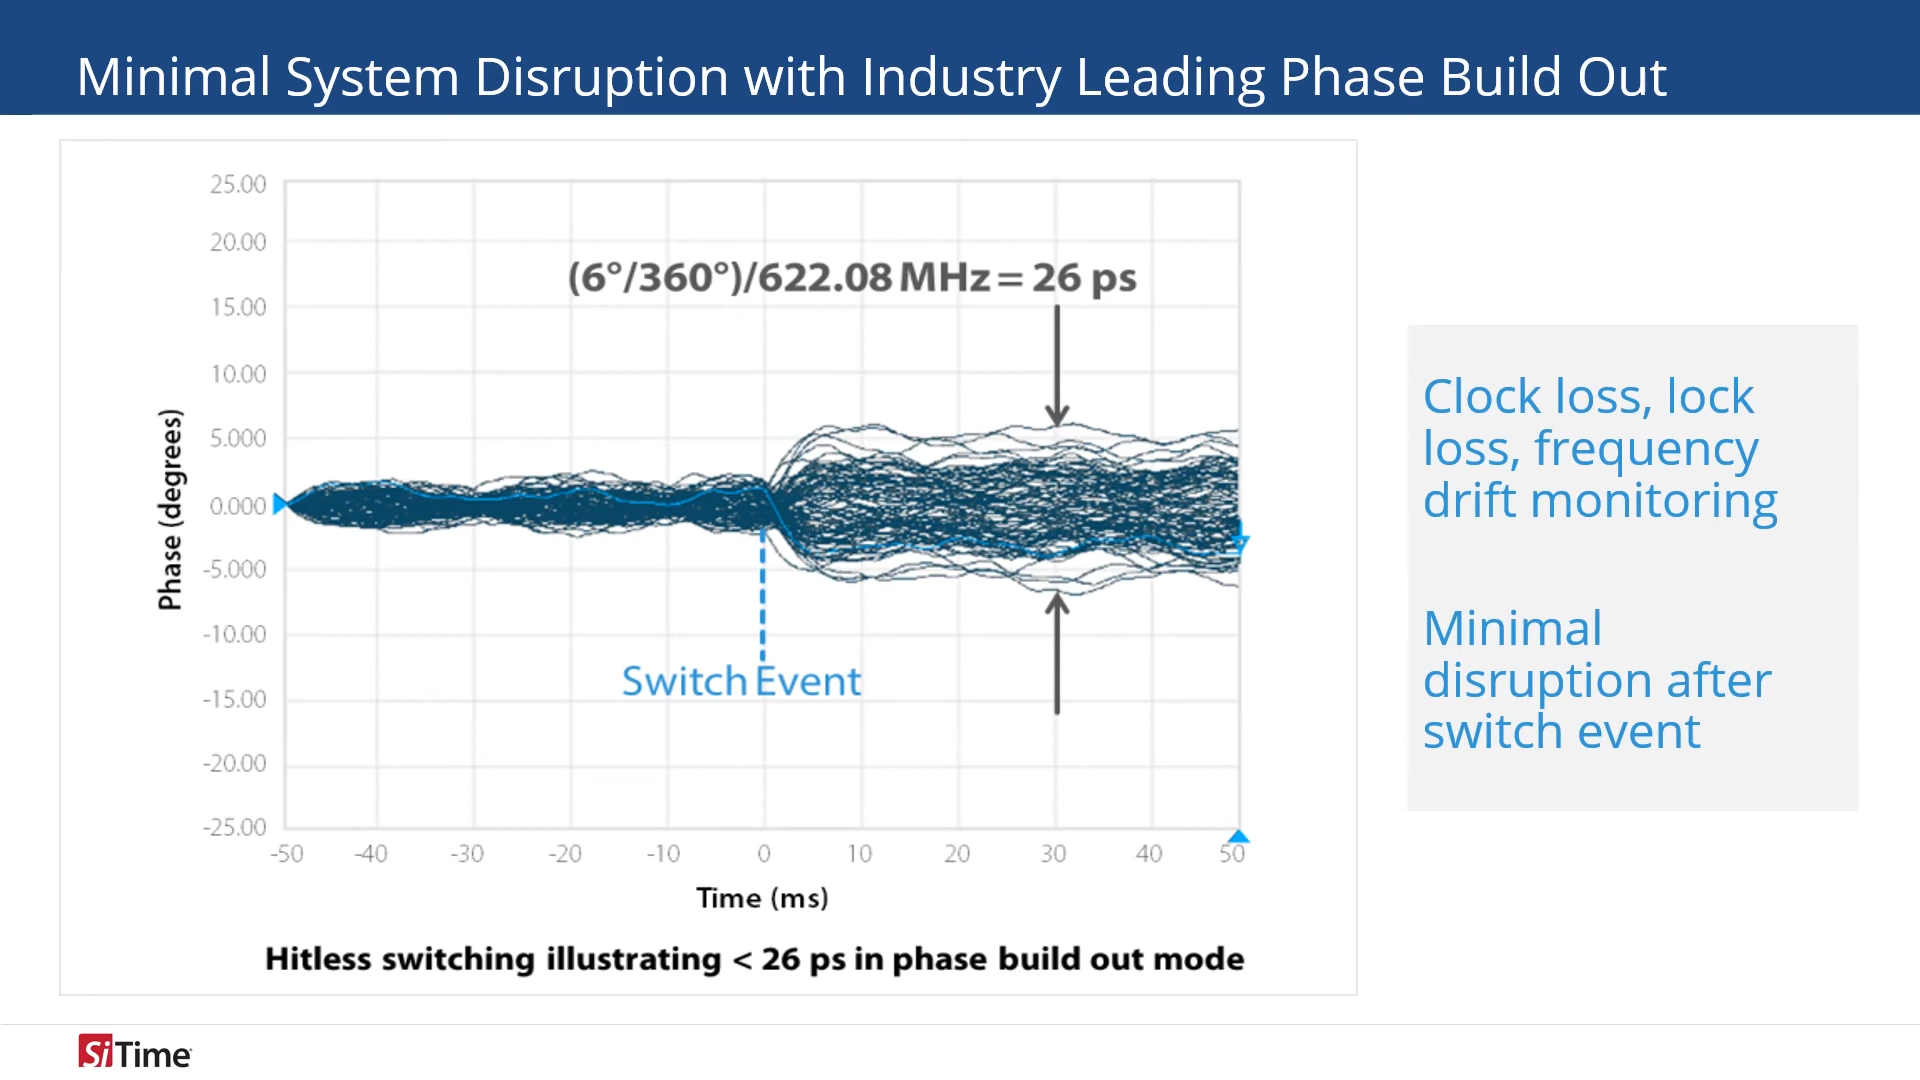 Minimal System Disruption with Industry Leading Phase Build Out
25.00
20.00
15.00
10.00
5.000
0.000
-5.000
-10.00
-15.00
-20.00
-25.00
Phase (degrees)
(6°/360°)/622.08 MHz = 26 ps
Switch Event
-50 -40 -30 -20 -10 0 10 20 30 40 50
Time (ms)
Hitless switching illustrating < 26 ps in phase build out mode
Clock loss, lock
loss, frequency
drift monitoring
Minimal
disruption after
switch event
SiTime